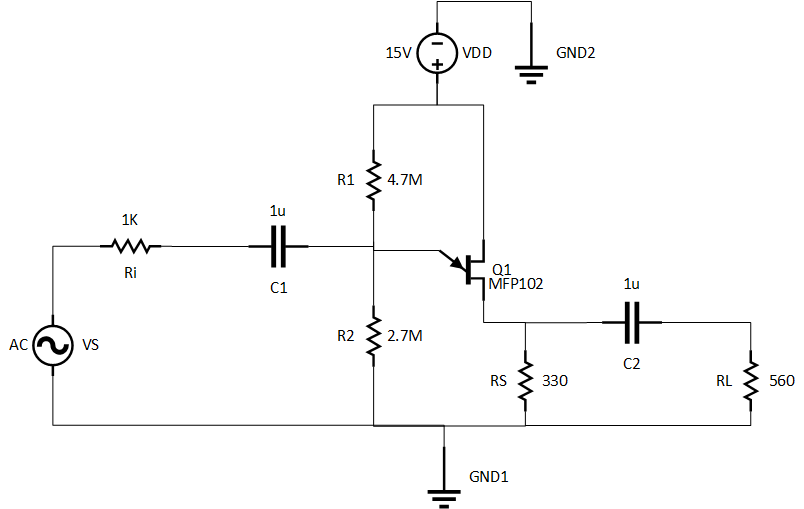 15V VDD
GND2
R1 4.7M
1K
Ri
1u
C1
Q1
MFP102
1u
C2
AC VS
R2 2.7M
RS 330
RL 560
GND1